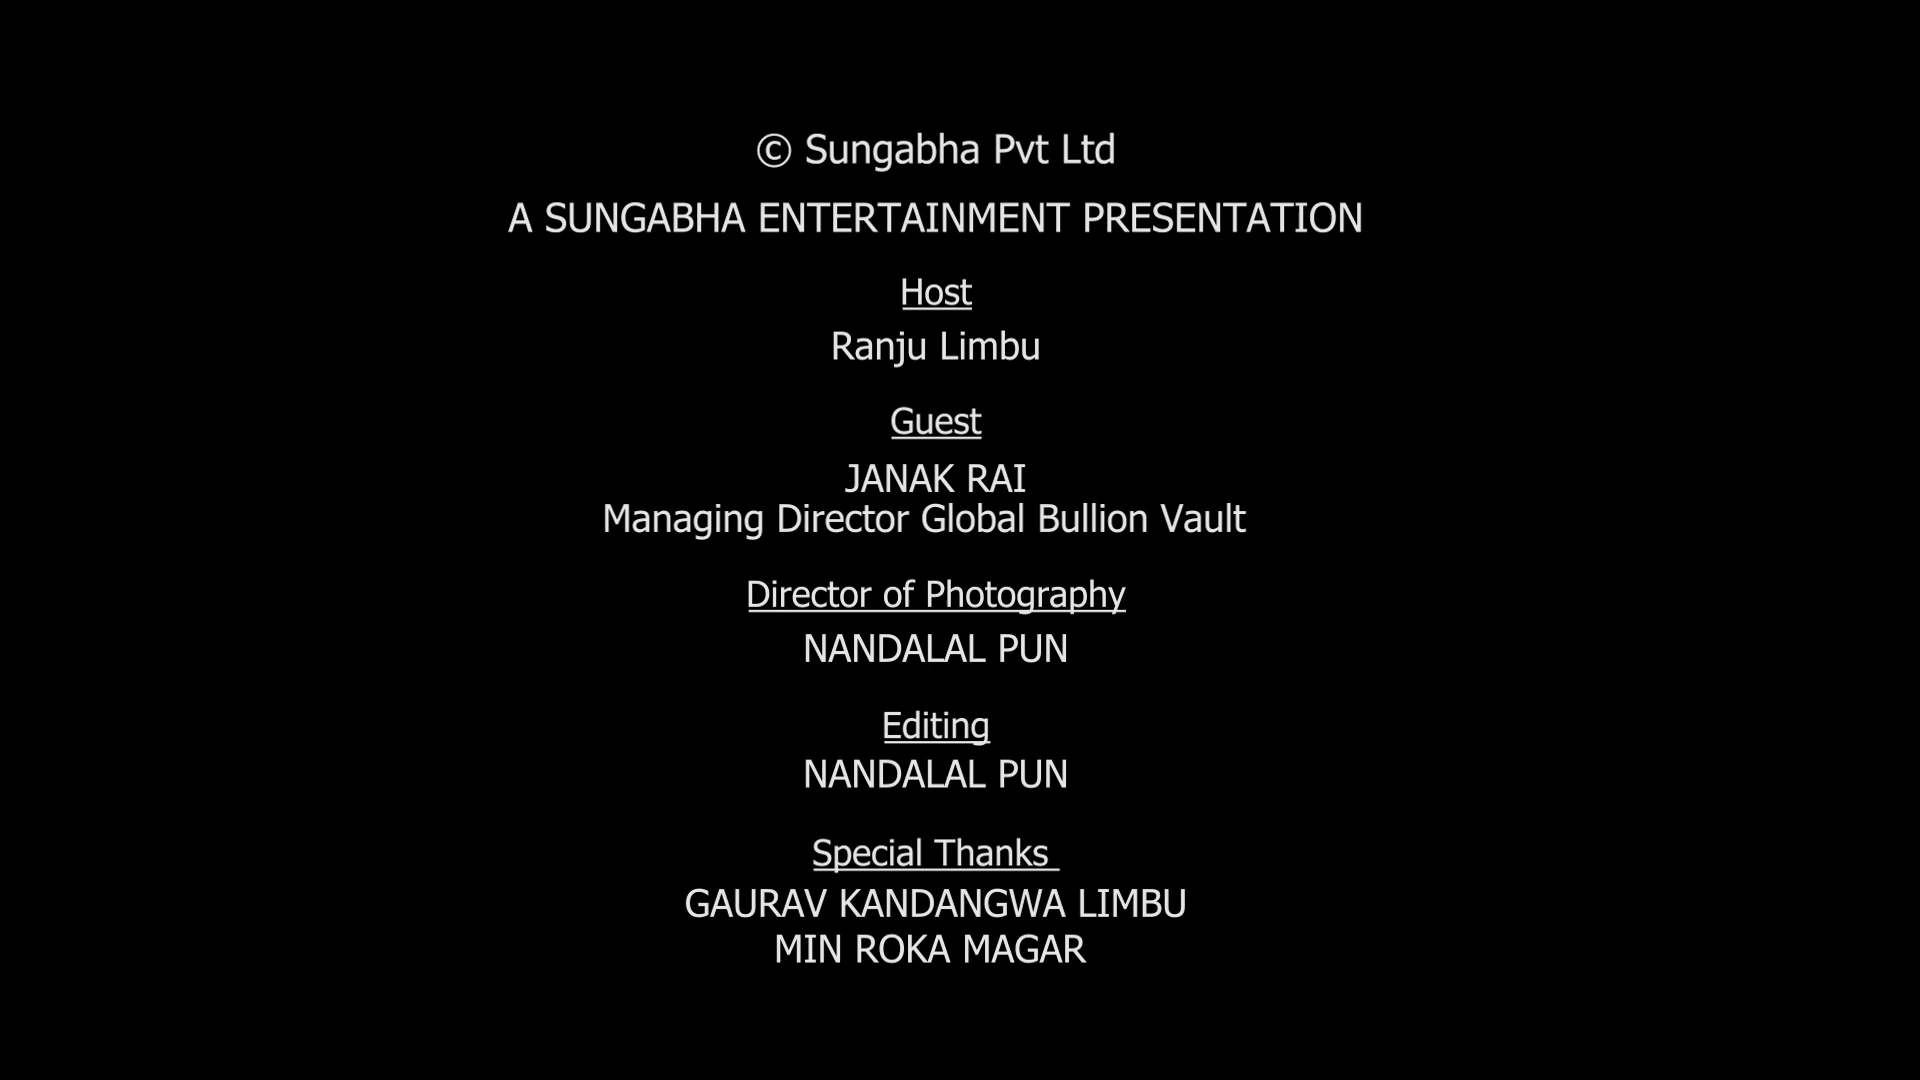 © Sungabha Pvt Ltd
A SUNGABHA ENTERTAINMENT PRESENTATION
Host
Ranju Limbu
Guest
JANAK RAI
Managing Director Global Bullion Vault
Director of Photography
NANDALAL PUN
Editing
NANDALAL PUN
Special Thanks
GAURAV KANDANGWA LIMBU
MIN ROKA MAGAR